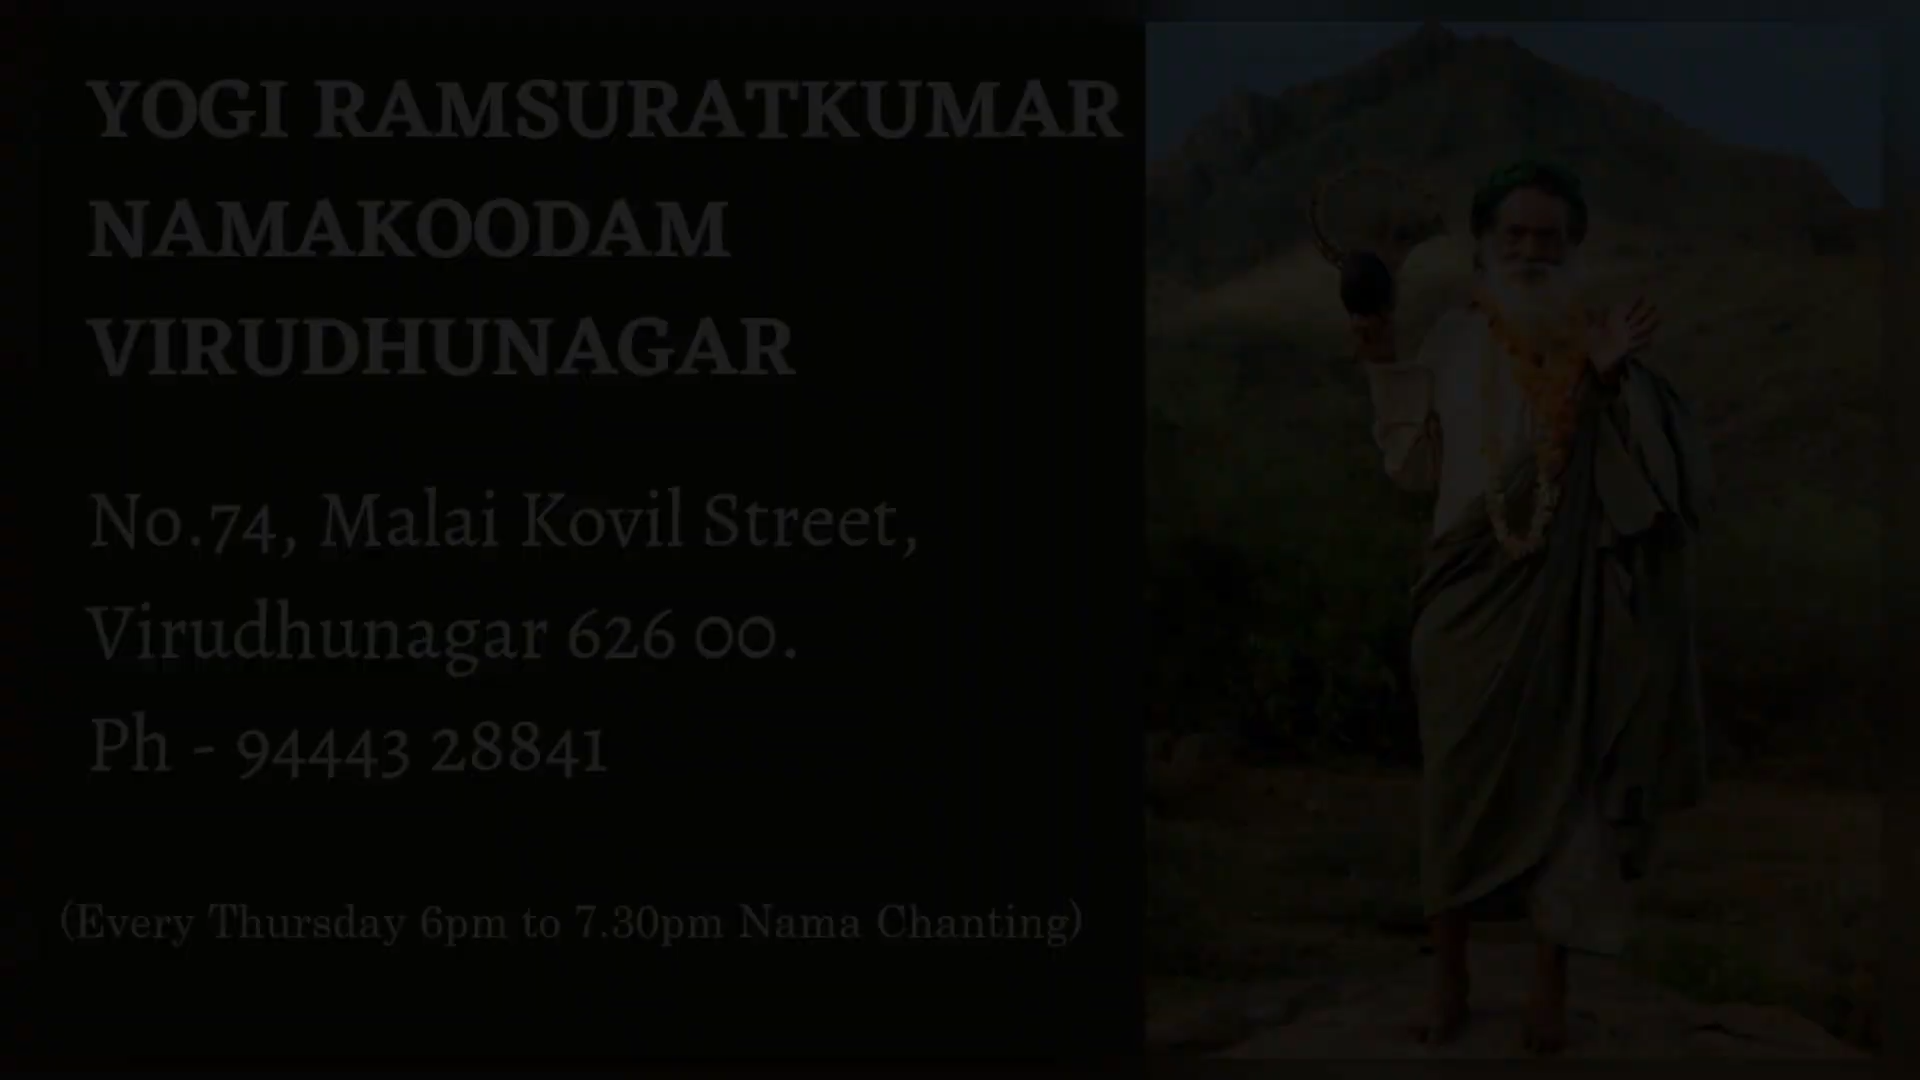 YOGI RAMSURATKUMAR
NAMAKOODAM
VIRUDHUNAGAR
No.74, Malai Kovil Street,
Virudhunagar 626 00.
Ph - 94443 28841
(Every Thursday 6pm to 7.30pm Nama Chanting)